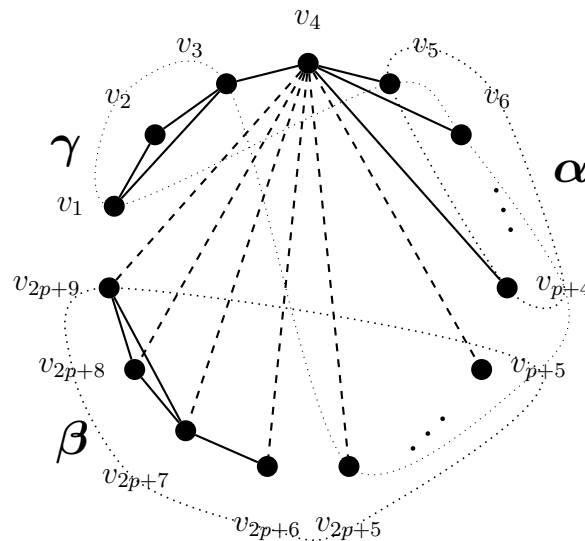 v₄
v₃
v₅
v₂
v₆
γ
α
v₁
v₂ₚ₊₉
vₚ₊₄
v₂ₚ₊₈
vₚ₊₅
β
v₂ₚ₊₇
v₂ₚ₊₆
v₂ₚ₊₅